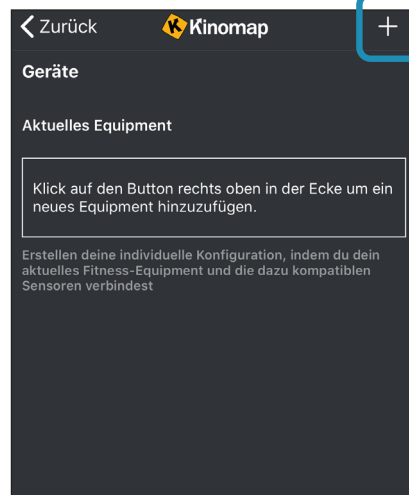 Zurück Kinomap +
Geräte
Aktuelles Equipment
Klick auf den Button rechts oben in der Ecke um ein
neues Equipment hinzuzufügen.
Erstellen deine individuelle Konfiguration, indem du dein
aktuelles Fitness-Equipment und die dazu kompatiblen
Sensoren verbindest